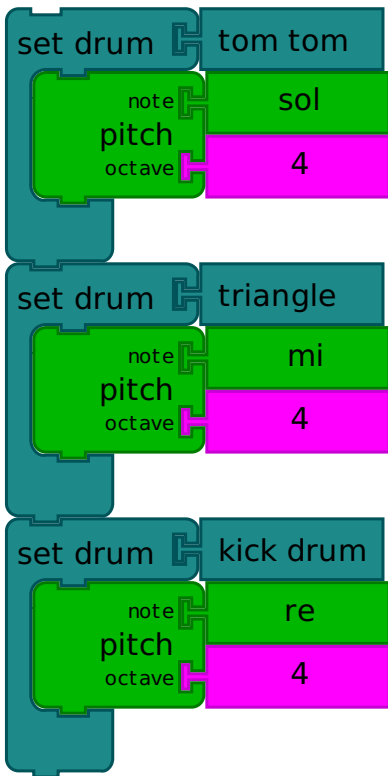 set drum tom tom
note sol
pitch
octave 4
set drum triangle
note mi
pitch
octave 4
set drum kick drum
note re
pitch
octave 4